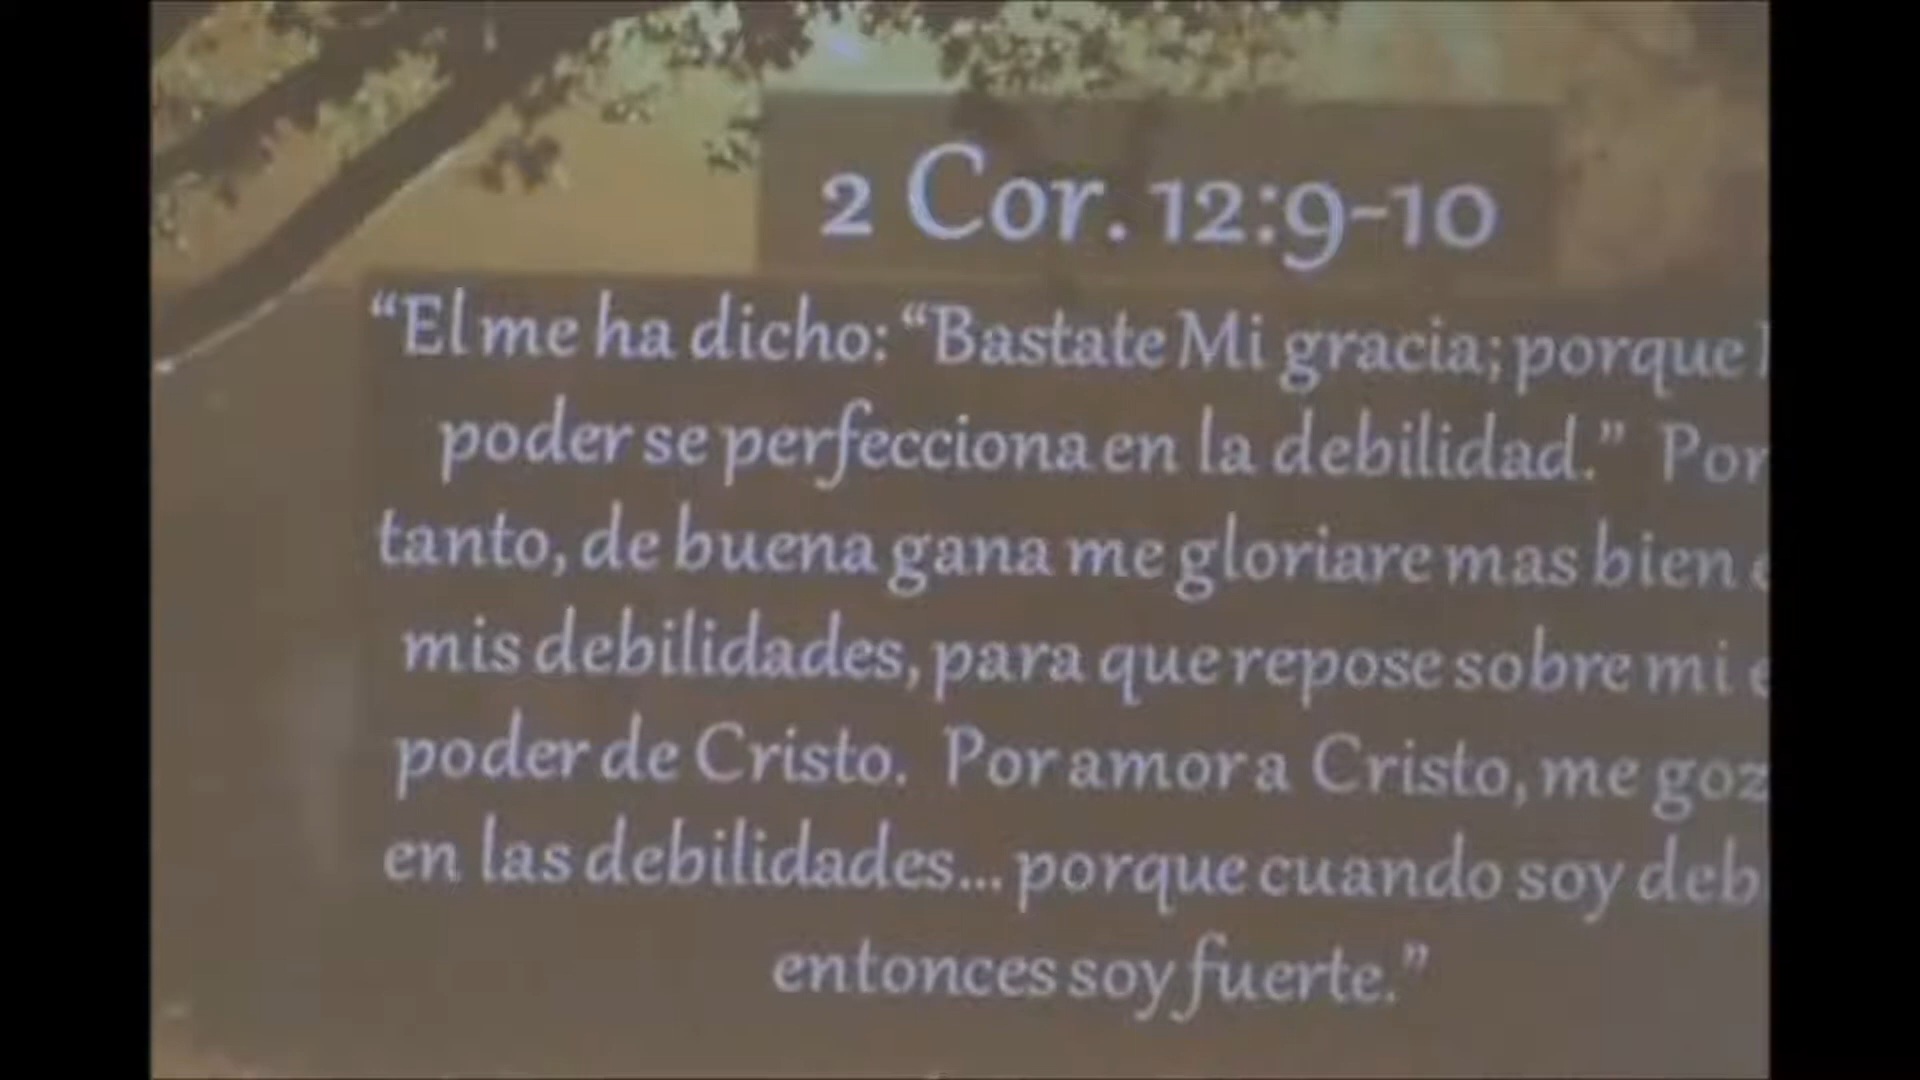 2 Cor. 12:9-10
“El me ha dicho: “Bastate Mi gracia; porque
poder se perfecciona en la debilidad.” Por
tanto, de buena gana me gloriare mas bien
mis debilidades, para que repose sobre mi
poder de Cristo. Por amor a Cristo, me goz
en las debilidades... porque cuando soy deb
entonces soy fuerte.”